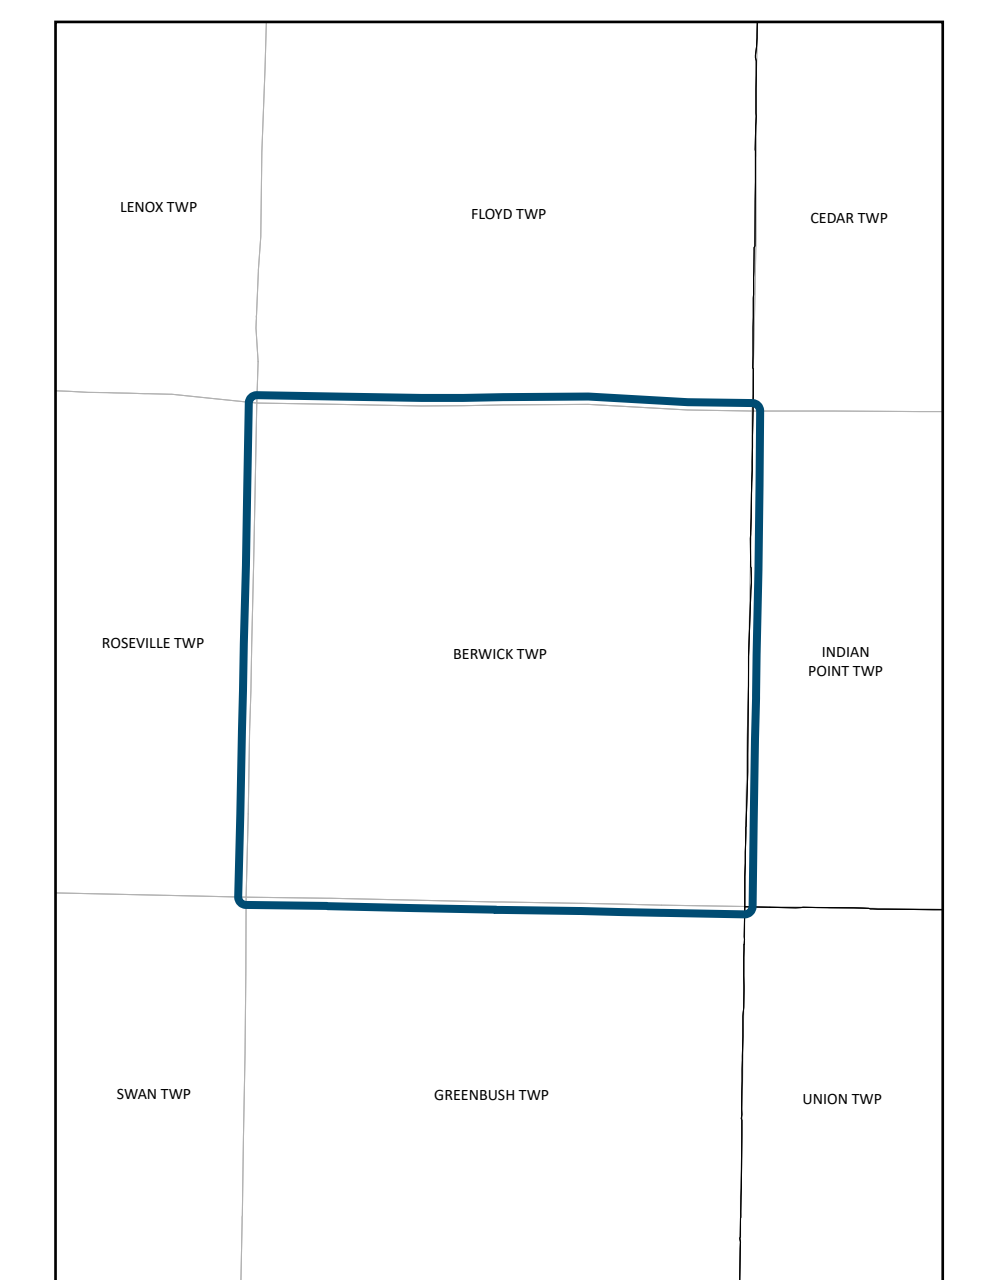 LENOX TWP
FLOYD TWP
CEDAR TWP
ROSEVILLE TWP
BERWICK TWP
INDIAN
POINT TWP
SWAN TWP
GREENBUSH TWP
UNION TWP